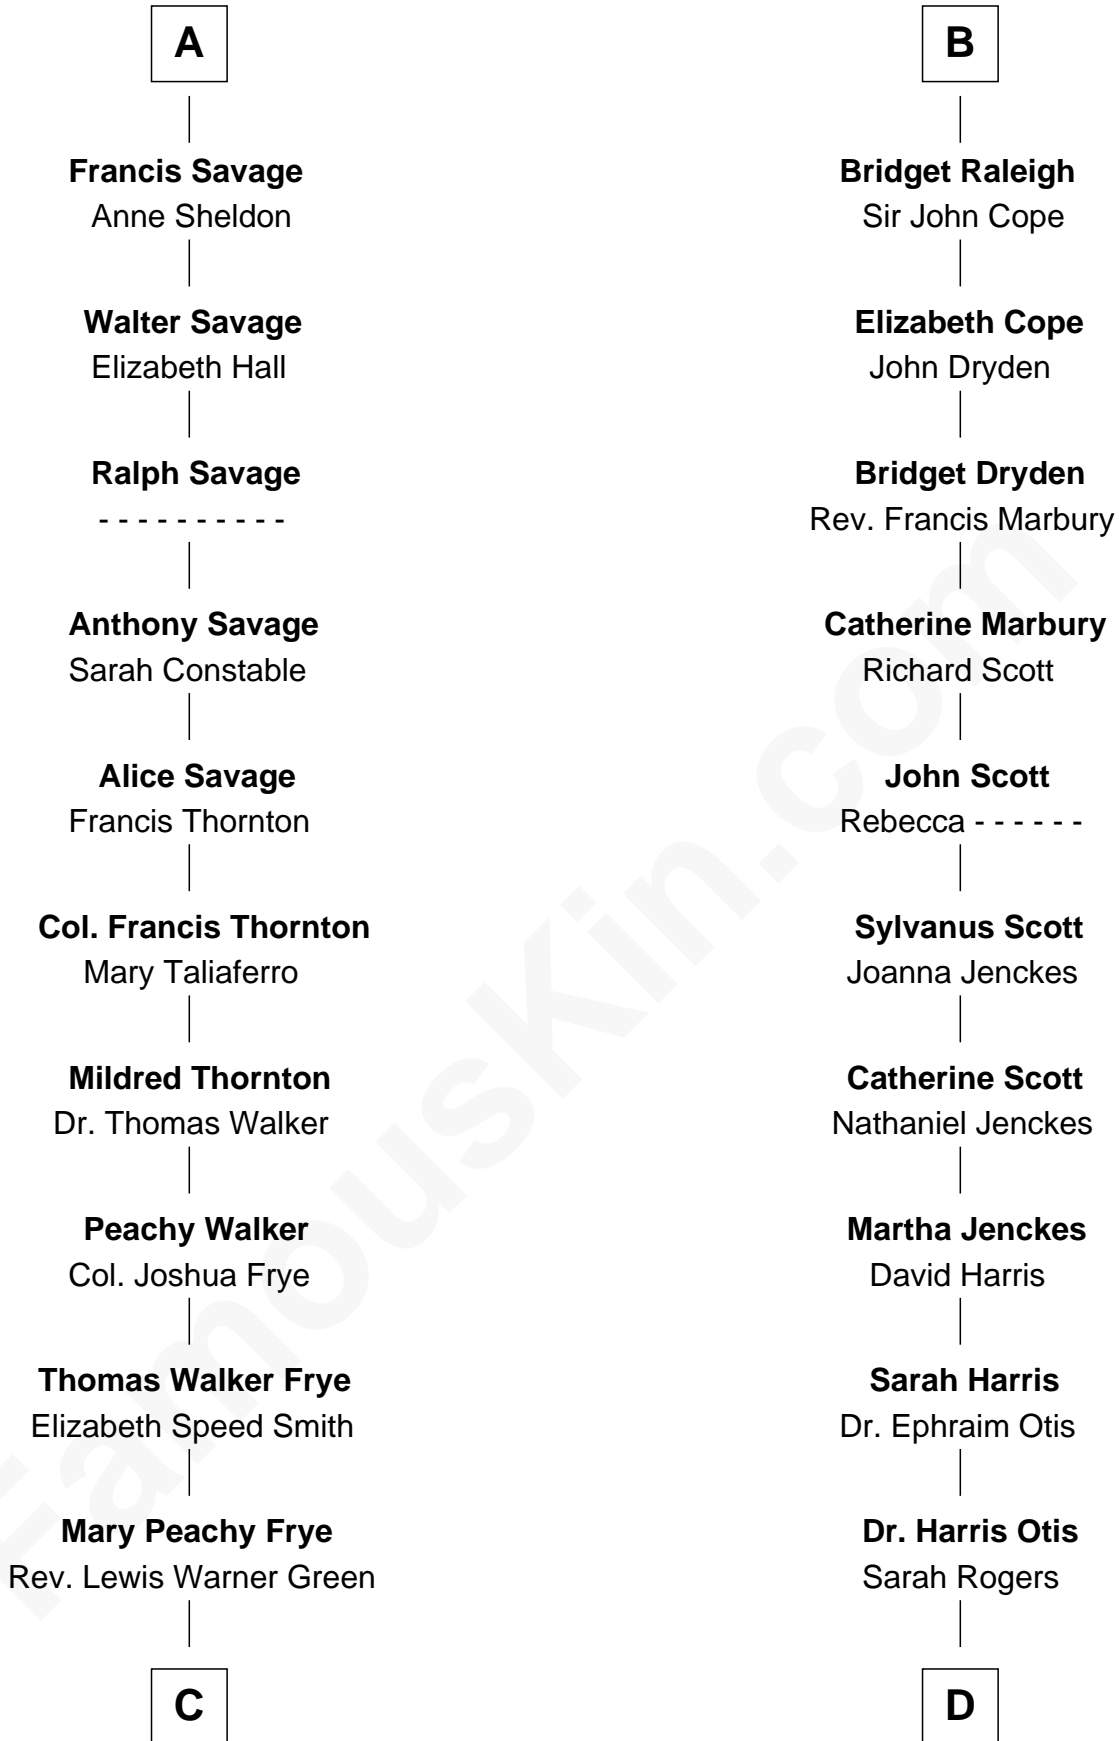 A
Francis Savage
Anne Sheldon
Walter Savage
Elizabeth Hall
Ralph Savage
- - - - - - - - - -
Anthony Savage
Sarah Constable
Alice Savage
Francis Thornton
Col. Francis Thornton
Mary Taliaferro
Mildred Thornton
Dr. Thomas Walker
Peachy Walker
Col. Joshua Frye
Thomas Walker Frye
Elizabeth Speed Smith
Mary Peachy Frye
Rev. Lewis Warner Green
C
B
Bridget Raleigh
Sir John Cope
Elizabeth Cope
John Dryden
Bridget Dryden
Rev. Francis Marbury
Catherine Marbury
Richard Scott
John Scott
Rebecca - - - - - -
Sylvanus Scott
Joanna Jenckes
Catherine Scott
Nathaniel Jenckes
Martha Jenckes
David Harris
Sarah Harris
Dr. Ephraim Otis
Dr. Harris Otis
Sarah Rogers
D
FamousKin.com